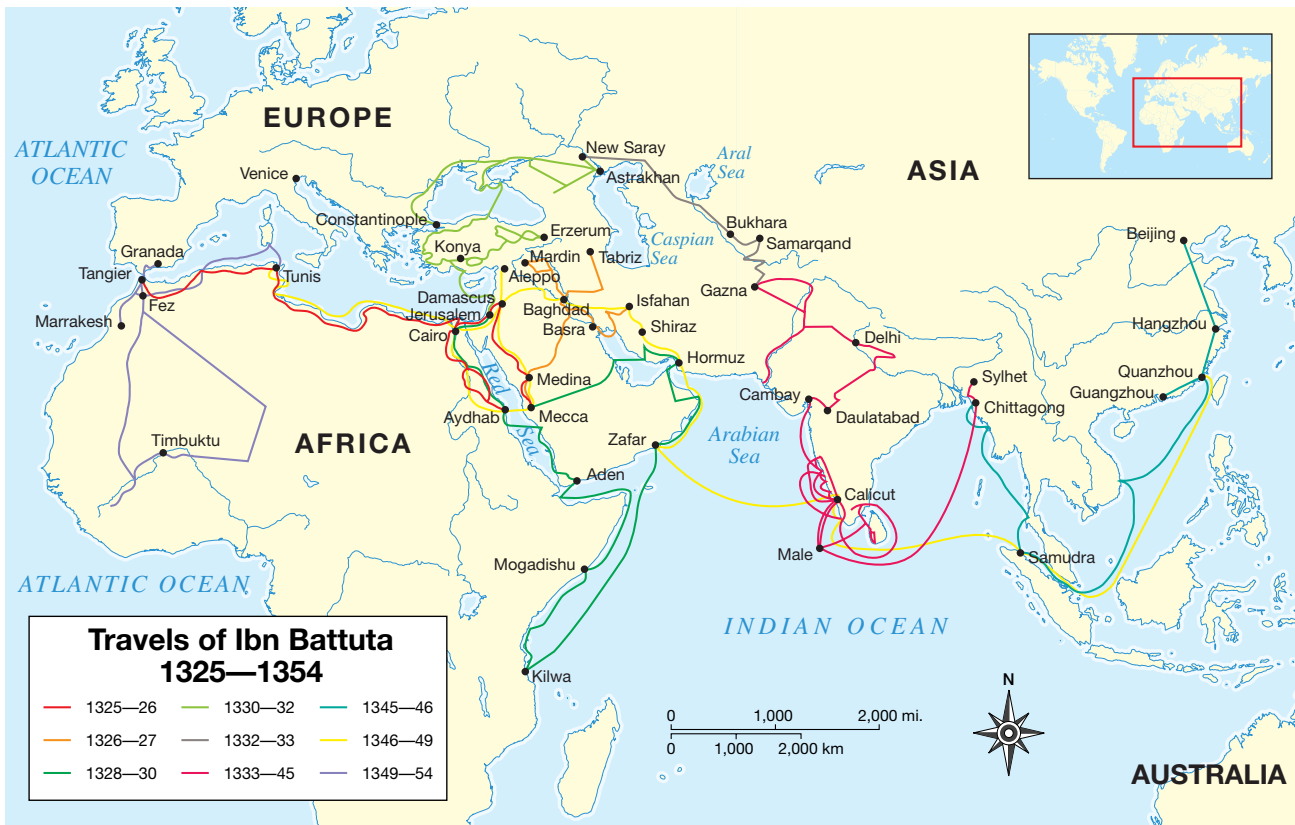 EUROPE
ATLANTIC
OCEAN
Venice
New Saray
Astrakhan
Aral
Sea
ASIA
Constantinople
Erzerum
Bukhara
Samarqand
Beijing
Granada
Konya
Mardin
Tabriz
Caspian
Sea
Tangier
Tunis
Aleppo
Gazna
Fez
Damascus
Baghdad
Isfahan
Marrakesh
Jerusalem
Basra
Shiraz
Hangzhou
Cairo
Delhi
Red
Sea
Hormuz
Medina
Sylhet
Quanzhou
Guangzhou
Cambay
Chittagong
Mecca
Daulatabad
Aydhab
AFRICA
Timbuktu
Zafar
Arabian
Sea
Aden
Calicut
Male
Samudra
Mogadishu
ATLANTIC OCEAN
INDIAN OCEAN
Kilwa
Travels of Ibn Battuta
1325—1354
1325—26
1330—32
1345—46
1326—27
1332—33
1346—49
1328—30
1333—45
1349—54
0 1,000 2,000 mi.
0 1,000 2,000 km
N
AUSTRALIA